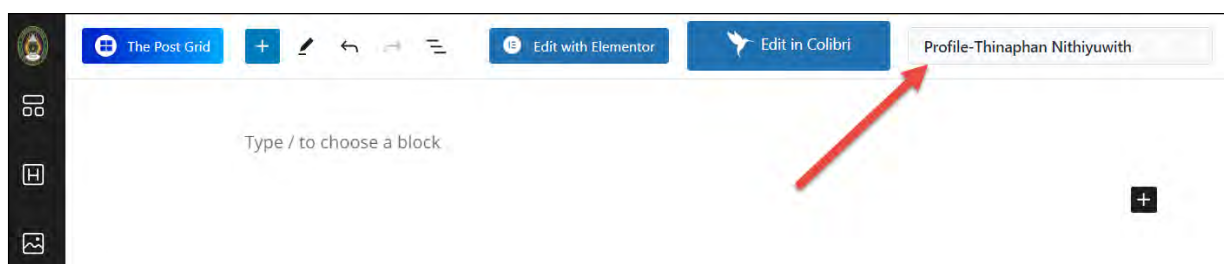 The Post Grid Edit with Elementor Edit in Colibri Profile-Thinaphan Nithiyuwith
Type / to choose a block
H